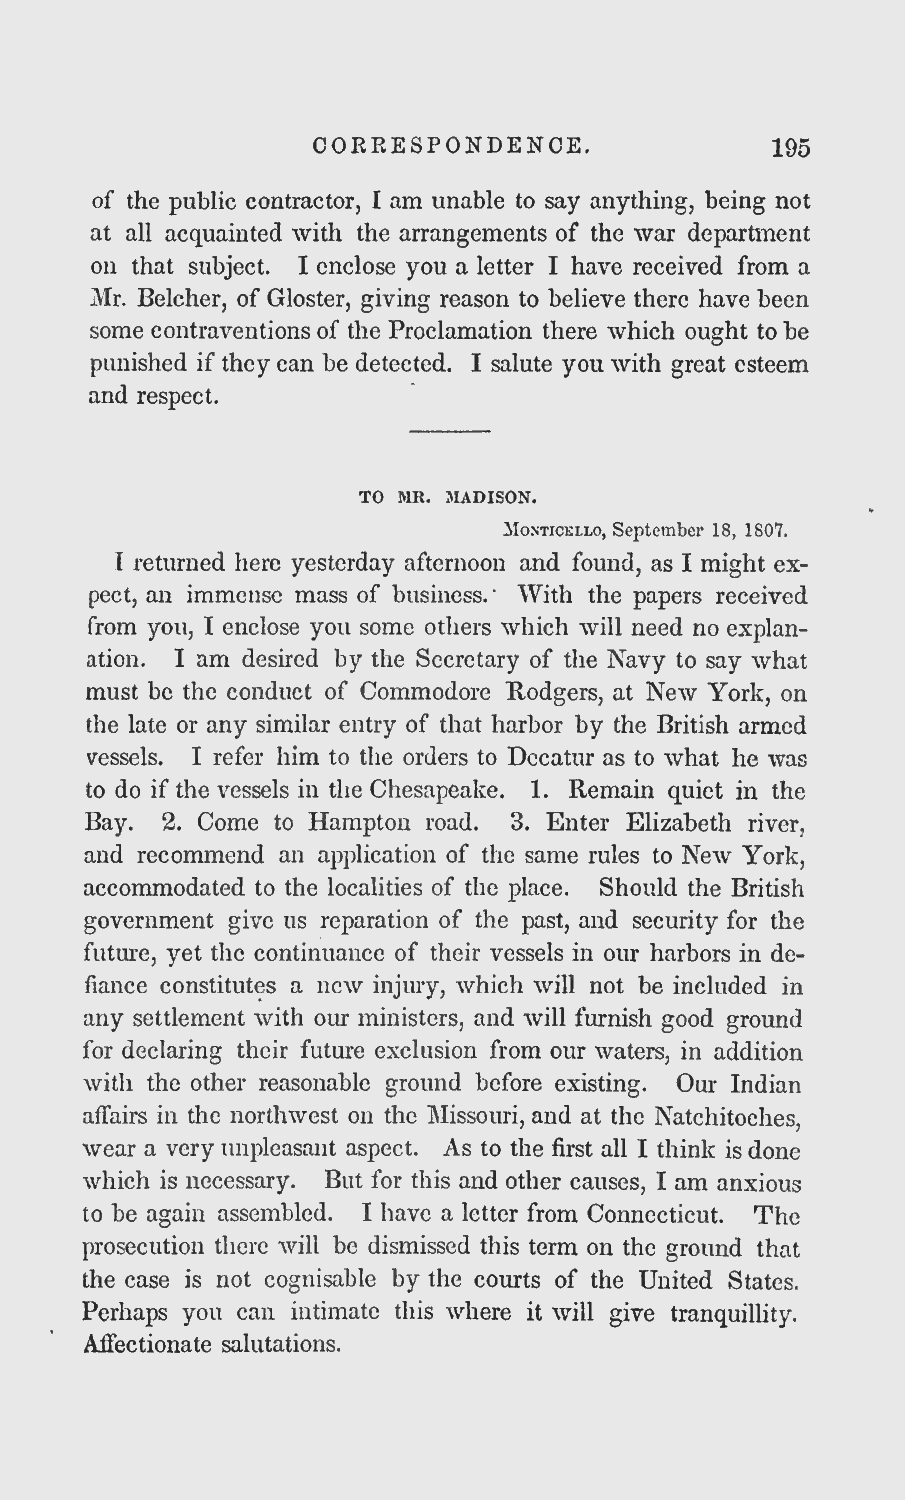 CORRESPONDENCE. 195
of the public contractor, I am unable to say anything, being not
at all acquainted with the arrangements of the war department
on that subject. I enclose you a letter I have received from a
Mr. Belcher, of Gloster, giving reason to believe there have been
some contraventions of the Proclamation there which ought to be
punished if they can be detected. I salute you with great esteem
and respect.
TO MR. MADISON.
Monticello, September 18, 1807.
I returned here yesterday afternoon and found, as I might ex-
pect, an immense mass of business. With the papers received
from you, I enclose you some others which will need no explan-
ation. I am desired by the Secretary of the Navy to say what
must be the conduct of Commodore Rodgers, at New York, on
the late or any similar entry of that harbor by the British armed
vessels. I refer him to the orders to Decatur as to what he was
to do if the vessels in the Chesapeake. 1. Remain quiet in the
Bay. 2. Come to Hampton road. 3. Enter Elizabeth river,
and recommend an application of the same rules to New York,
accommodated to the localities of the place. Should the British
government give us reparation of the past, and security for the
future, yet the continuance of their vessels in our harbors in de-
fiance constitutes a new injury, which will not be included in
any settlement with our ministers, and will furnish good ground
for declaring their future exclusion from our waters, in addition
with the other reasonable ground before existing. Our Indian
affairs in the northwest on the Missouri, and at the Natchitoches,
wear a very unpleasant aspect. As to the first all I think is done
which is necessary. But for this and other causes, I am anxious
to be again assembled. I have a letter from Connecticut. The
prosecution there will be dismissed this term on the ground that
the case is not cognisable by the courts of the United States.
Perhaps you can intimate this where it will give tranquillity.
Affectionate salutations.